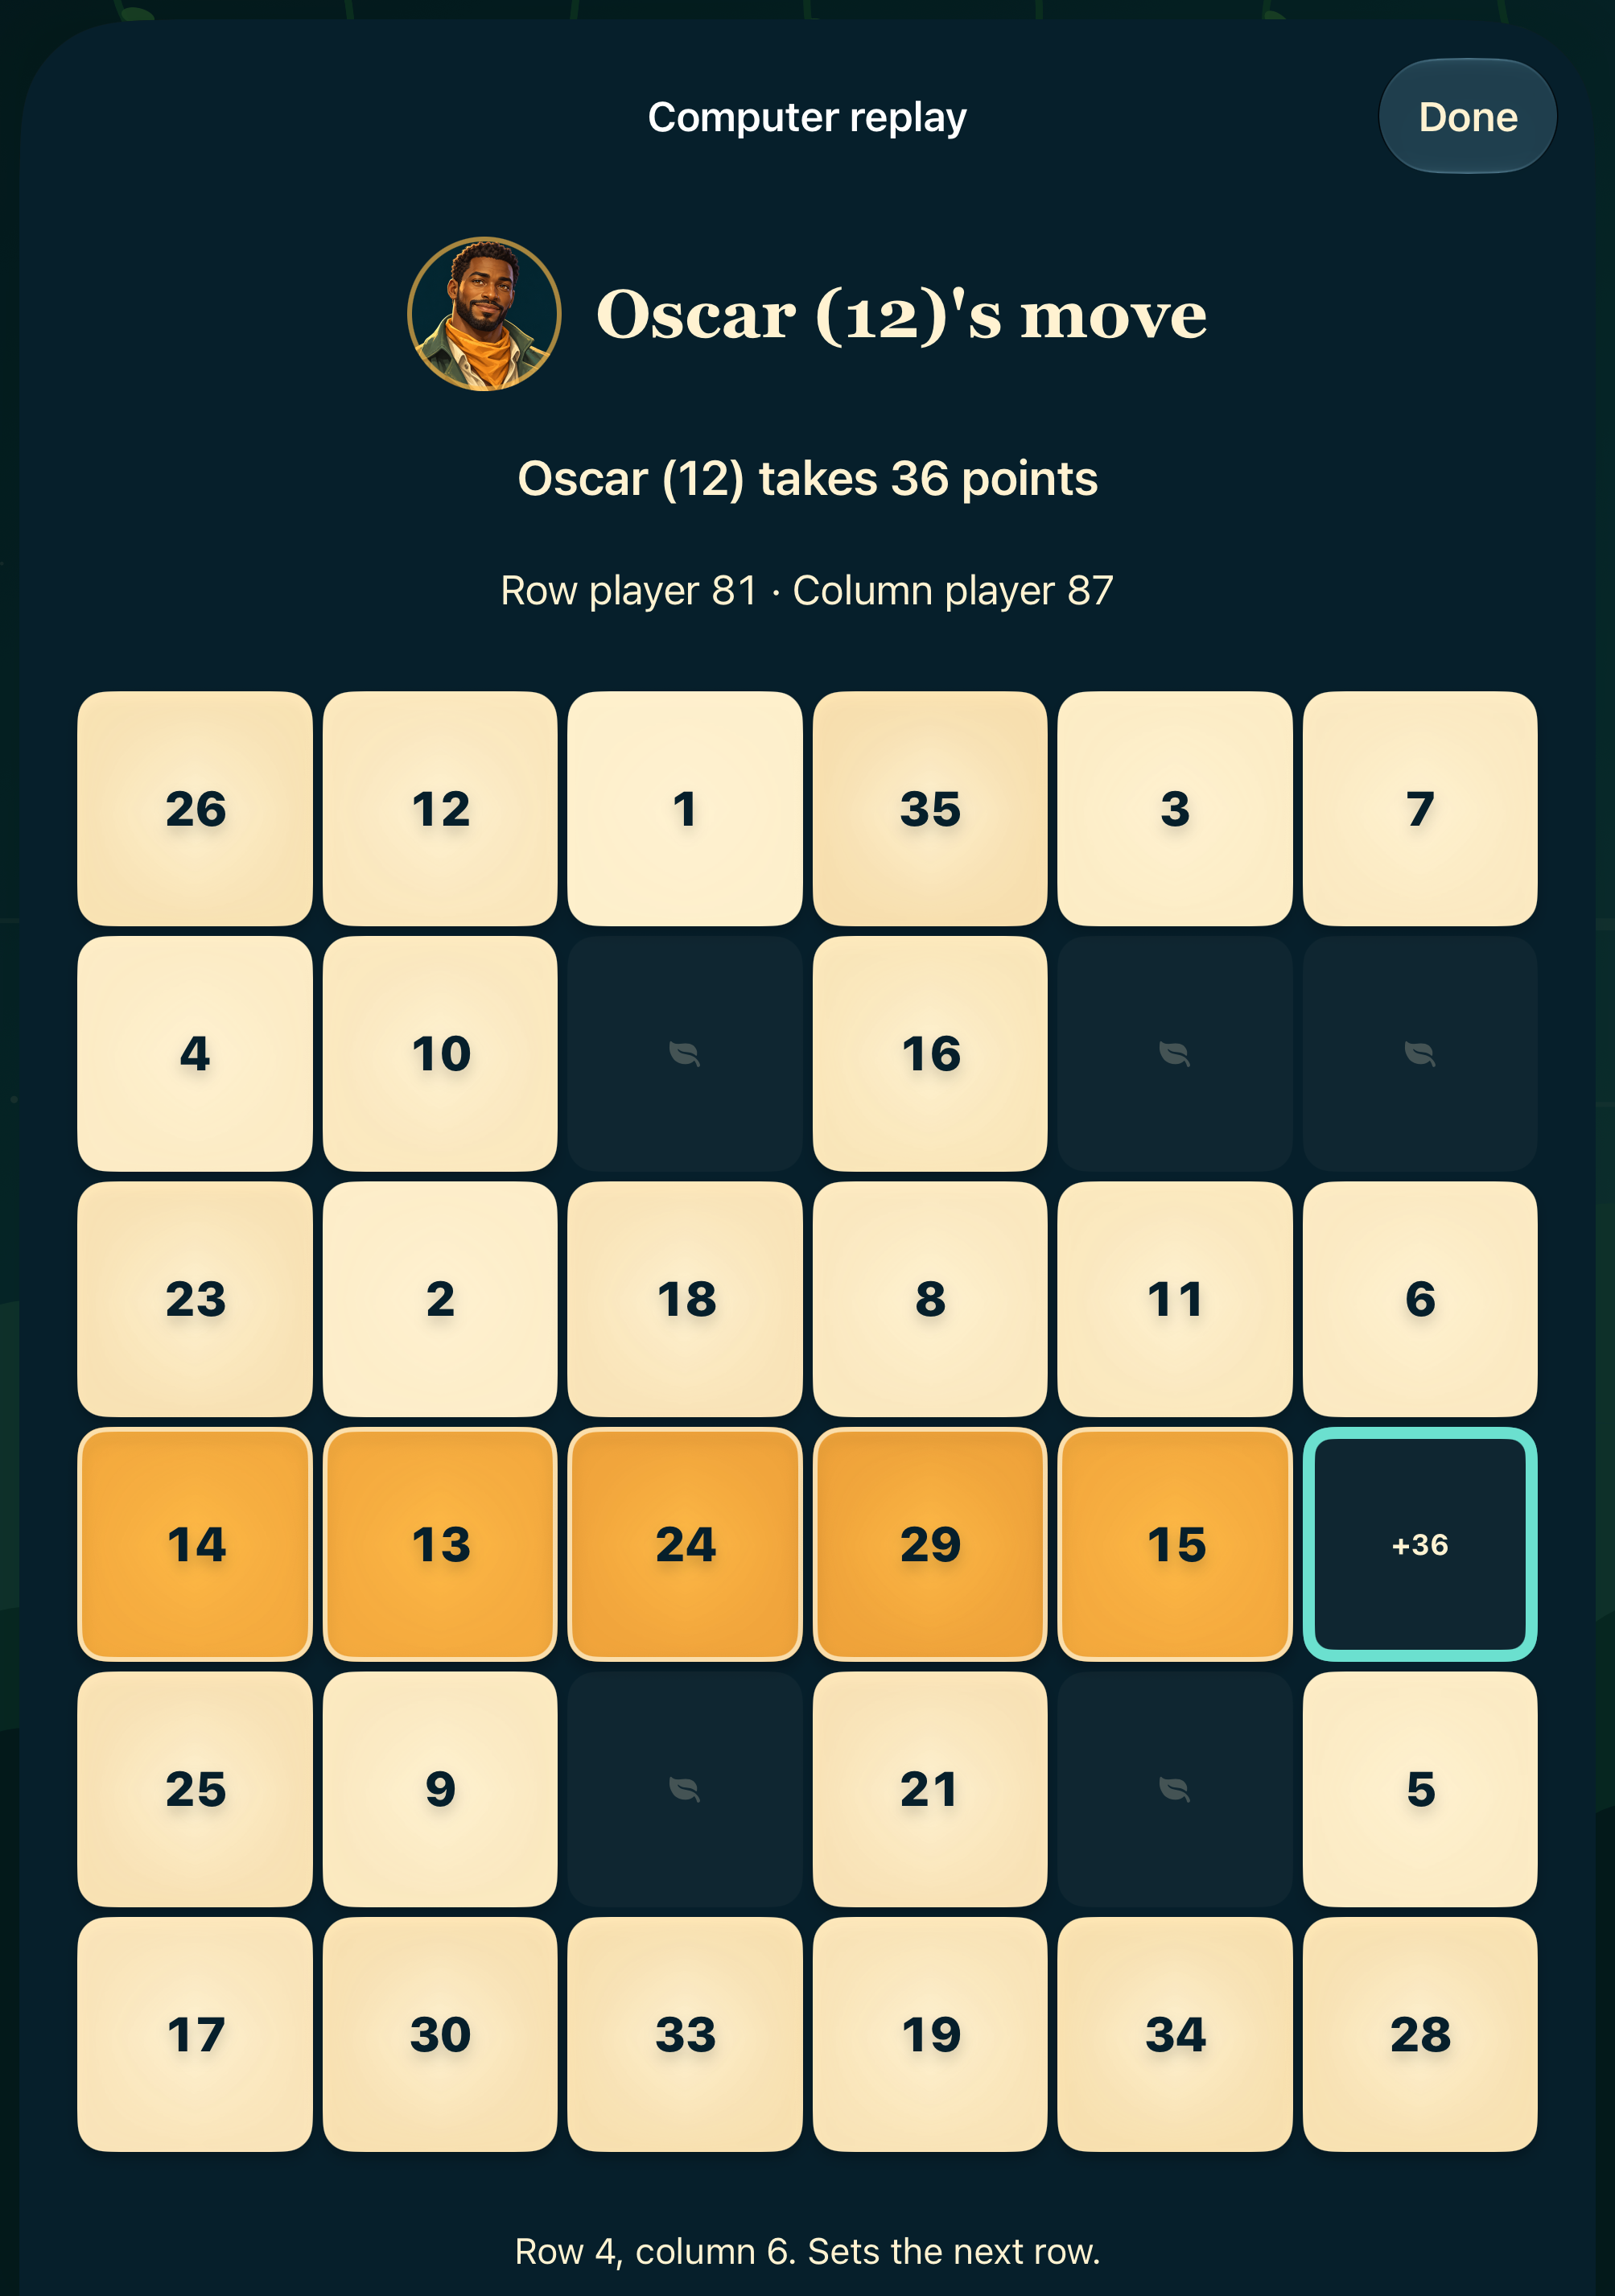 Computer replay
Done
Oscar (12)'s move
Oscar (12) takes 36 points
Row player 81 · Column player 87
26 12 1 35 3 7
4 10 16
23 2 18 8 11 6
14 13 24 29 15 +36
25 9 21 5
17 30 33 19 34 28
Row 4, column 6. Sets the next row.